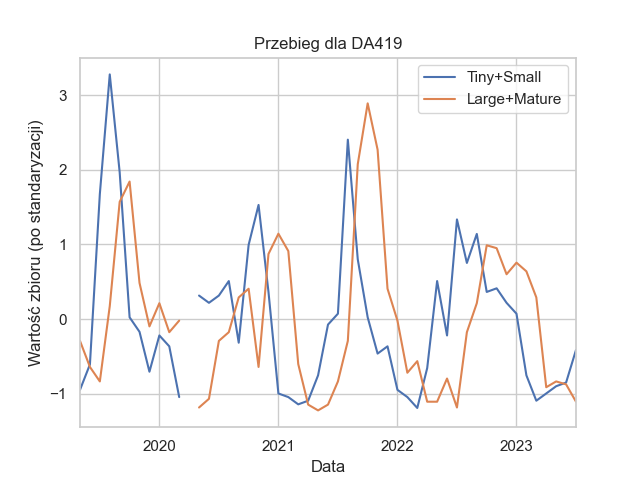 Przebieg dla DA419
Tiny+Small
Large+Mature
Wartość zbioru (po standaryzacji)
3
2
1
0
−1
2020
2021
2022
2023
Data